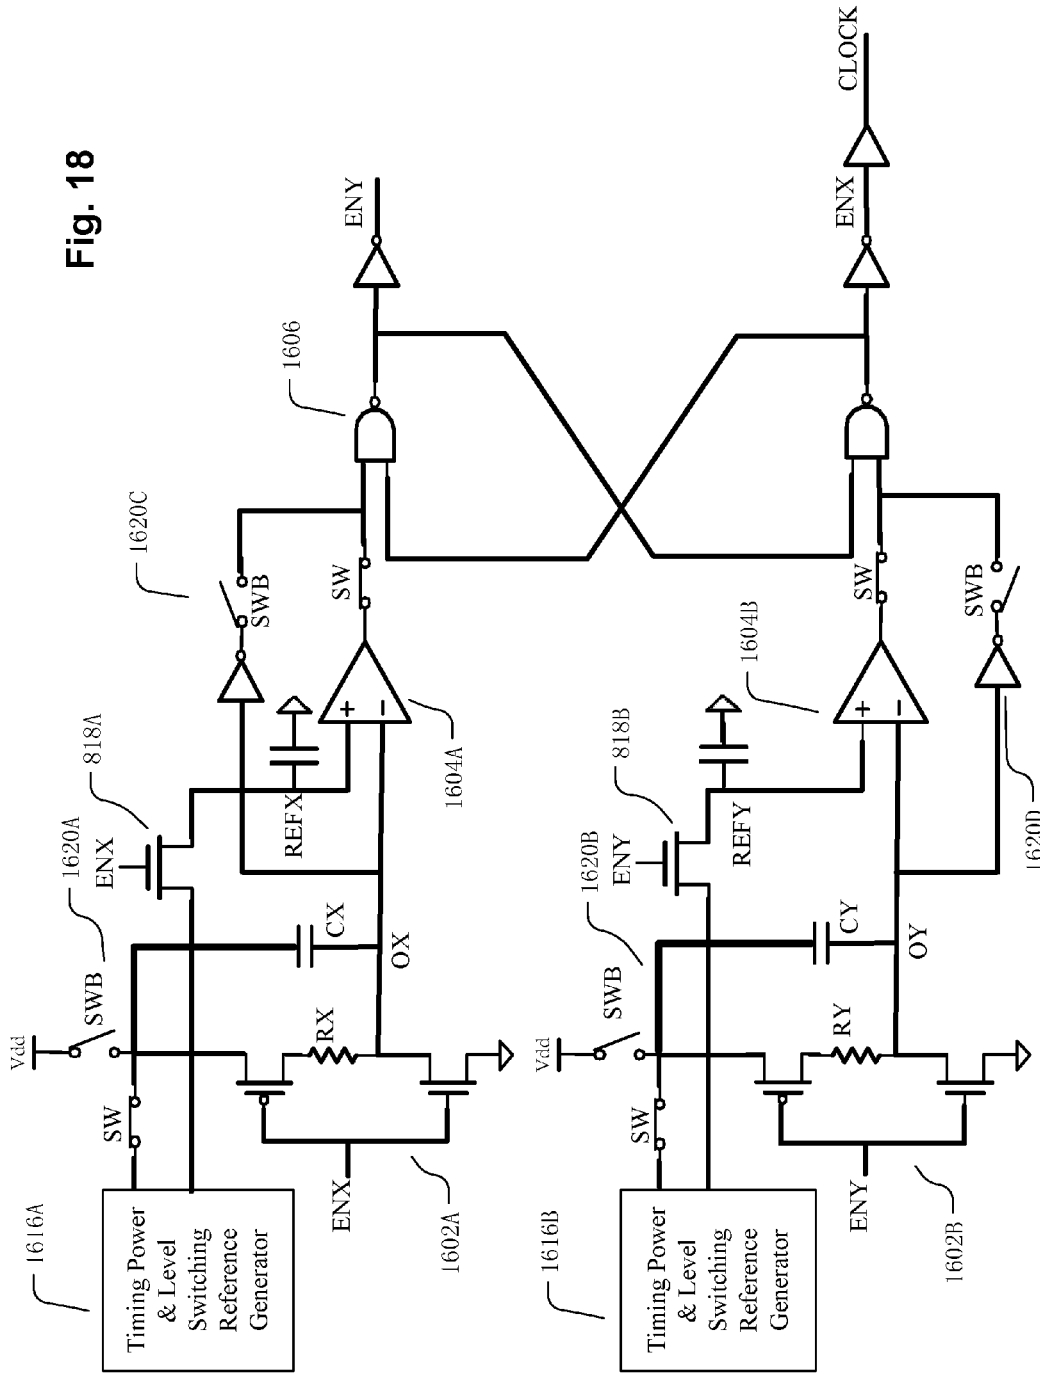 Fig. 18
1616A
Timing Power
& Level
Switching
Reference
Generator
Vdd
SW
SWB
1620A
ENX
818A
1620C
SWB
1606
ENY
RX
CX
OX
REFX
+
−
SW
1604A
ENX
1602A
1616B
Timing Power
& Level
Switching
Reference
Generator
Vdd
SW
SWB
1620B
ENY
818B
1604B
ENX
CLOCK
RY
CY
OY
REFY
+
−
SW
SWB
1620D
ENY
1602B